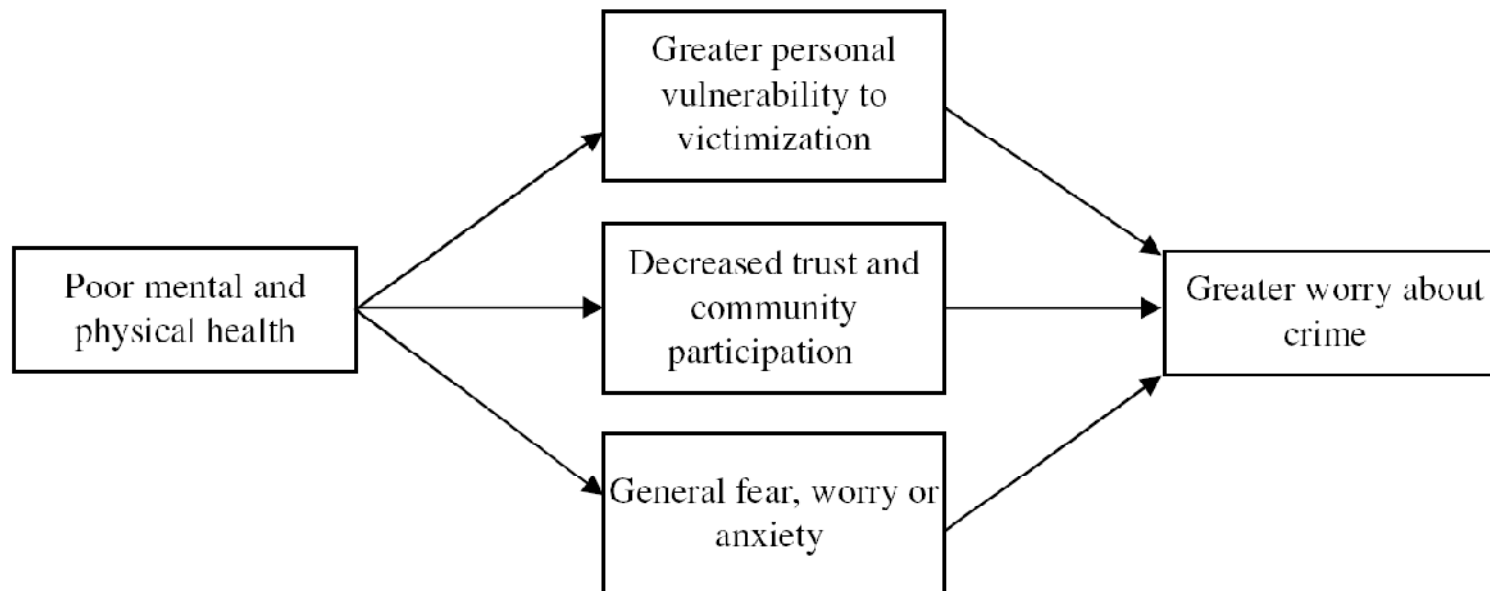 Greater personal
vulnerability to
victimization
Poor mental and
physical health
Decreased trust and
community
participation
Greater worry about
crime
General fear, worry or
anxiety